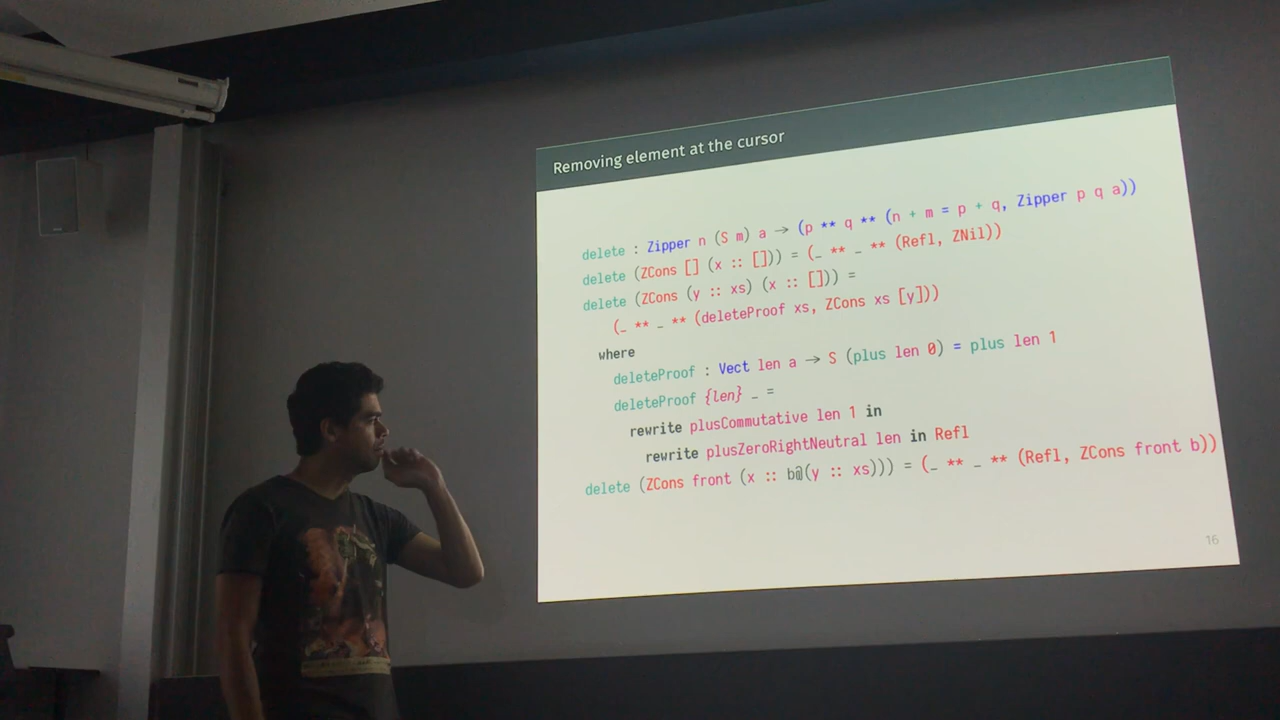 Removing element at the cursor
delete : Zipper n (S m) a → (p ** q ** (n + m = p + q, Zipper p q a))
delete (ZCons [] (x :: [])) = (_ ** _ ** (Refl, ZNil))
delete (ZCons (y :: xs) (x :: [])) =
(_ ** _ ** (deleteProof xs, ZCons xs [y]))
where
deleteProof : Vect len a → S (plus len 0) = plus len 1
deleteProof {len} _ =
rewrite plusCommutative len 1 in
rewrite plusZeroRightNeutral len in Refl
delete (ZCons front (x :: b@(y :: xs))) = (_ ** _ ** (Refl, ZCons front b))
16